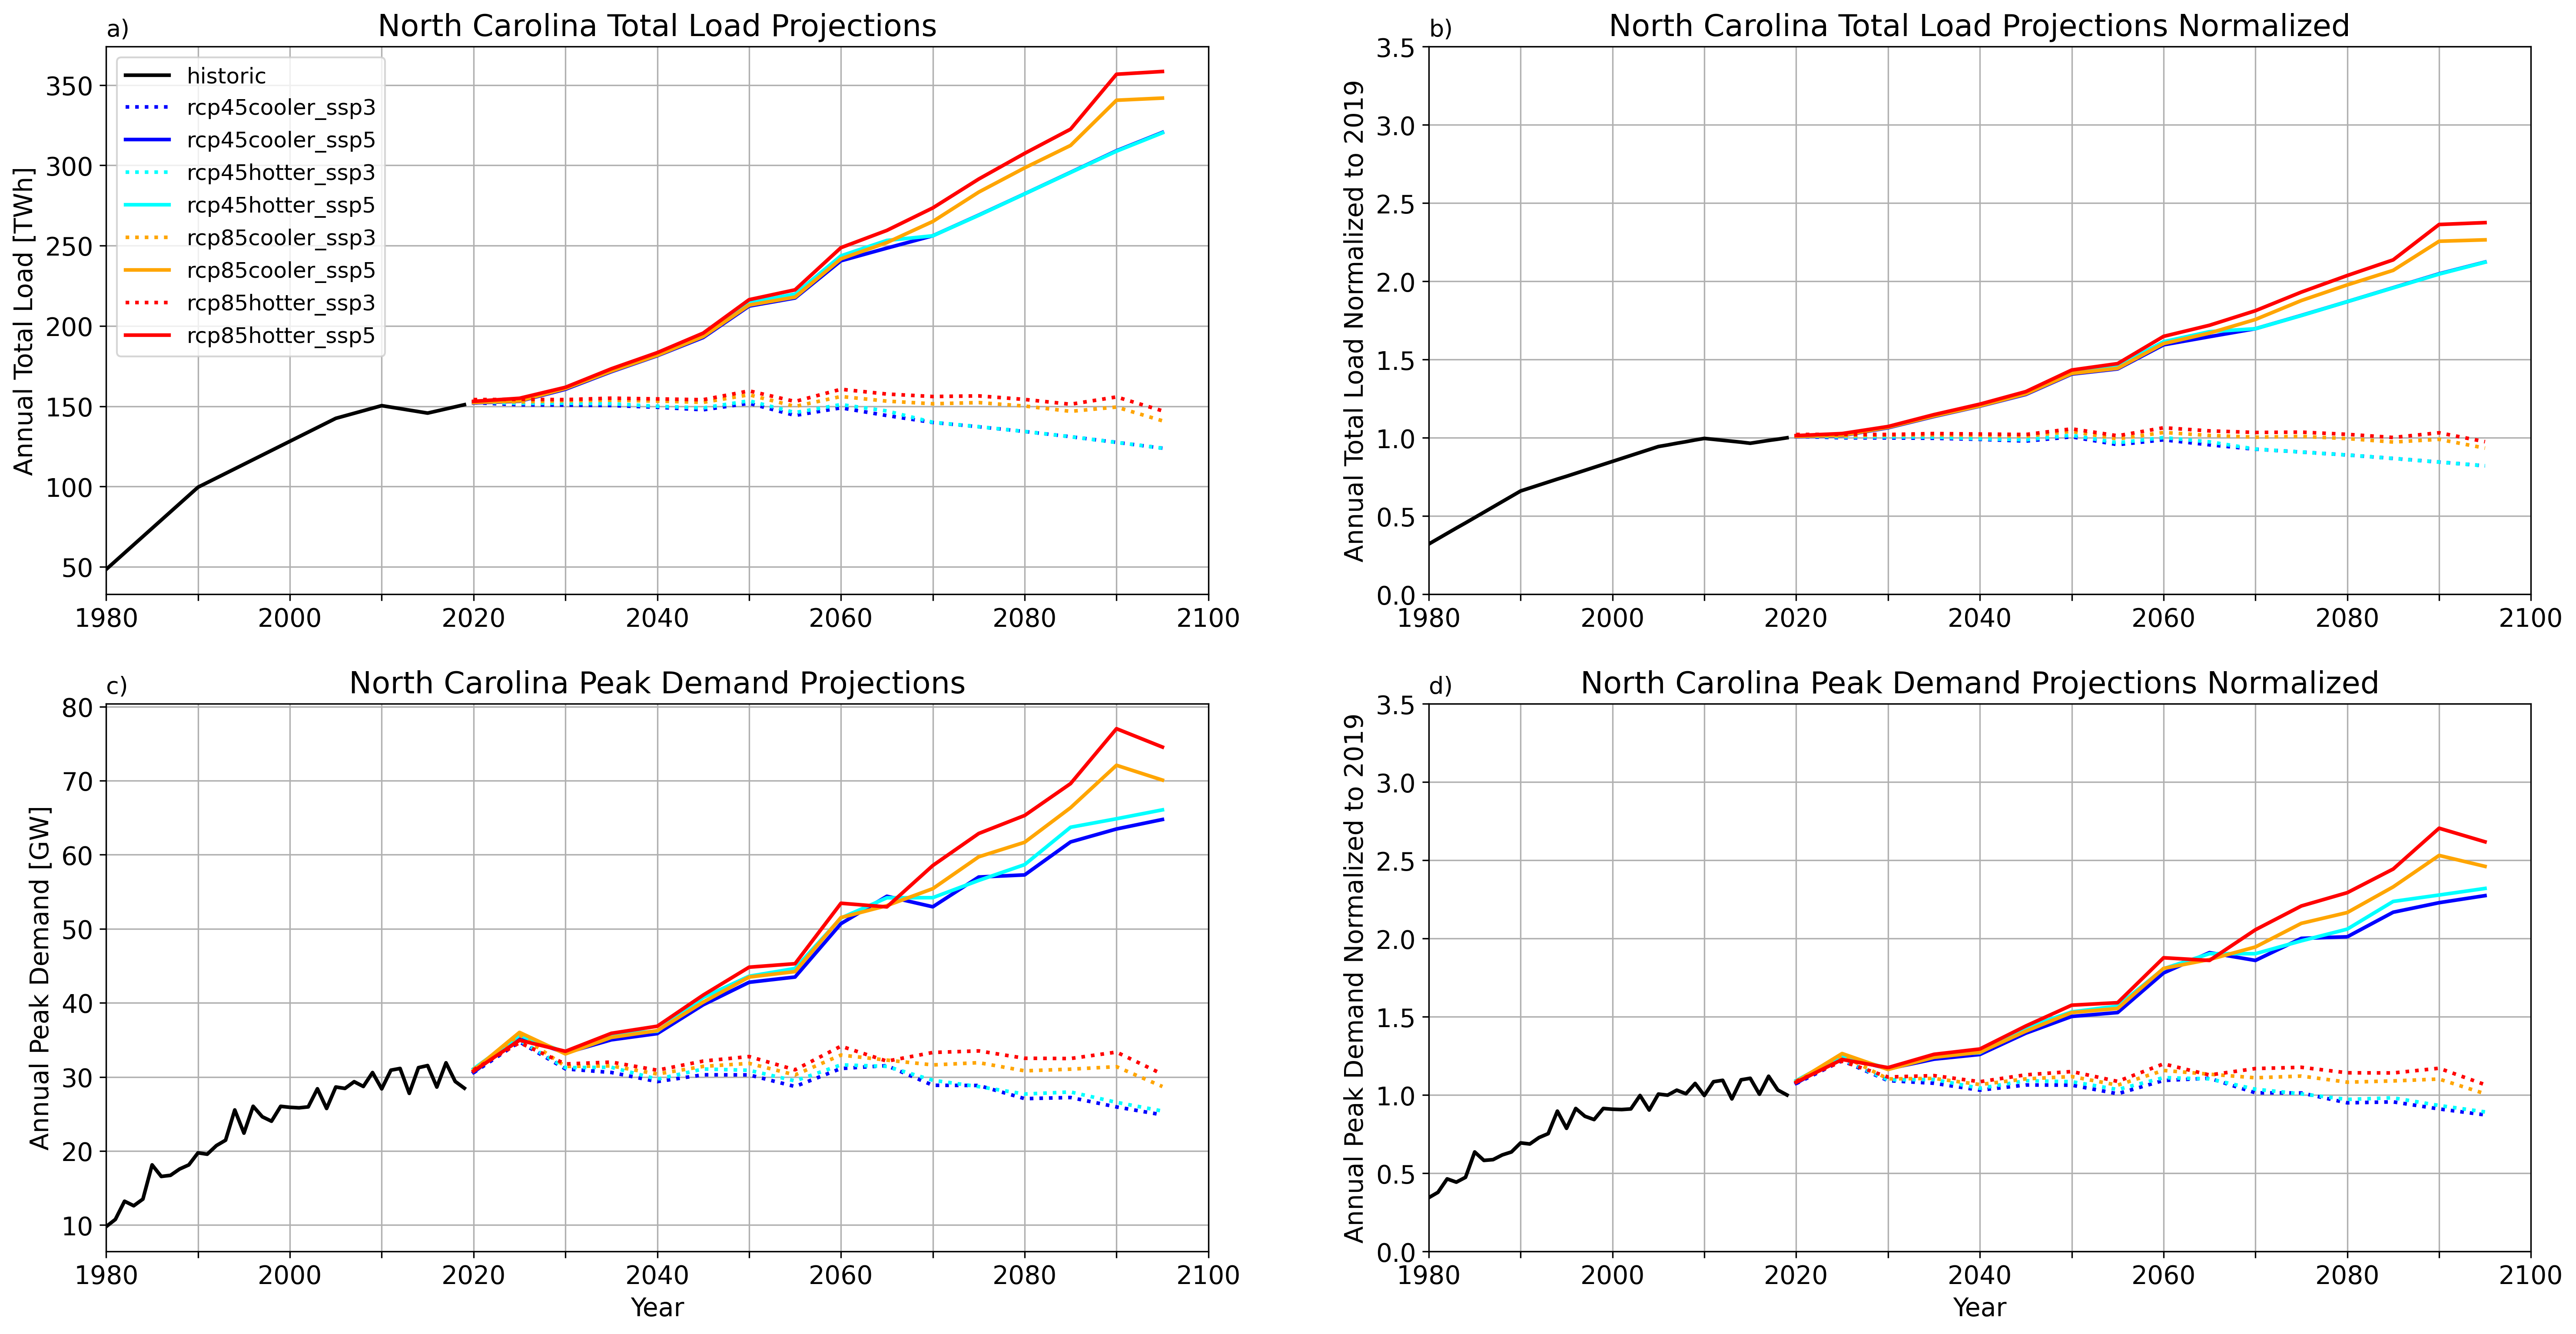 a) North Carolina Total Load Projections
Annual Total Load [TWh]
350
300
250
200
150
100
50
historic
rcp45cooler_ssp3
rcp45cooler_ssp5
rcp45hotter_ssp3
rcp45hotter_ssp5
rcp85cooler_ssp3
rcp85cooler_ssp5
rcp85hotter_ssp3
rcp85hotter_ssp5
1980 2000 2020 2040 2060 2080 2100
b) North Carolina Total Load Projections Normalized
Annual Total Load Normalized to 2019
3.5
3.0
2.5
2.0
1.5
1.0
0.5
0.0
1980 2000 2020 2040 2060 2080 2100
c) North Carolina Peak Demand Projections
Annual Peak Demand [GW]
80
70
60
50
40
30
20
10
1980 2000 2020 2040 2060 2080 2100
Year
d) North Carolina Peak Demand Projections Normalized
Annual Peak Demand Normalized to 2019
3.5
3.0
2.5
2.0
1.5
1.0
0.5
0.0
1980 2000 2020 2040 2060 2080 2100
Year